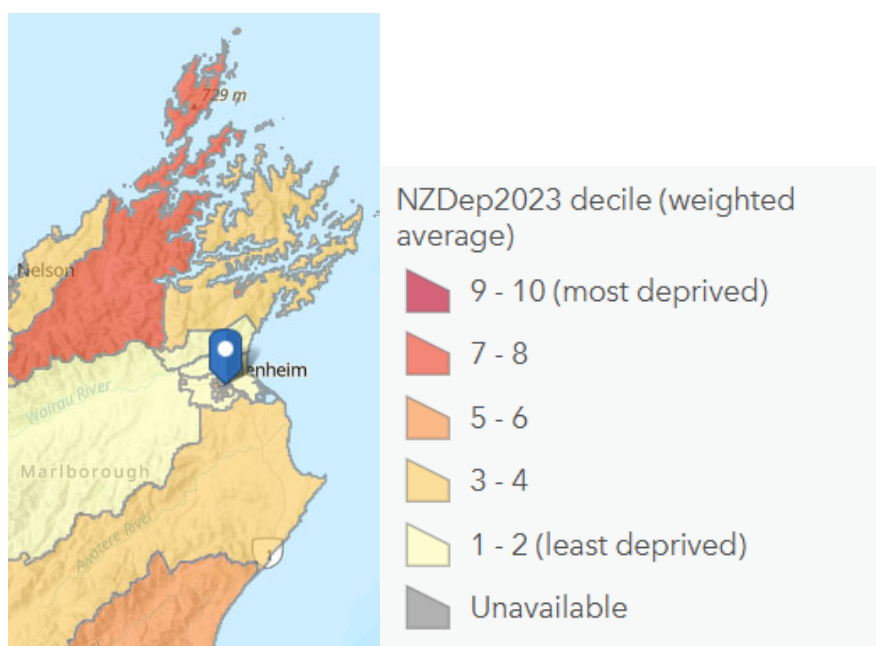 729 m
Nelson
enheim
Wairau River
Marlborough
Awatere River
1
NZDep2023 decile (weighted
average)
9 - 10 (most deprived)
7 - 8
5 - 6
3 - 4
1 - 2 (least deprived)
Unavailable